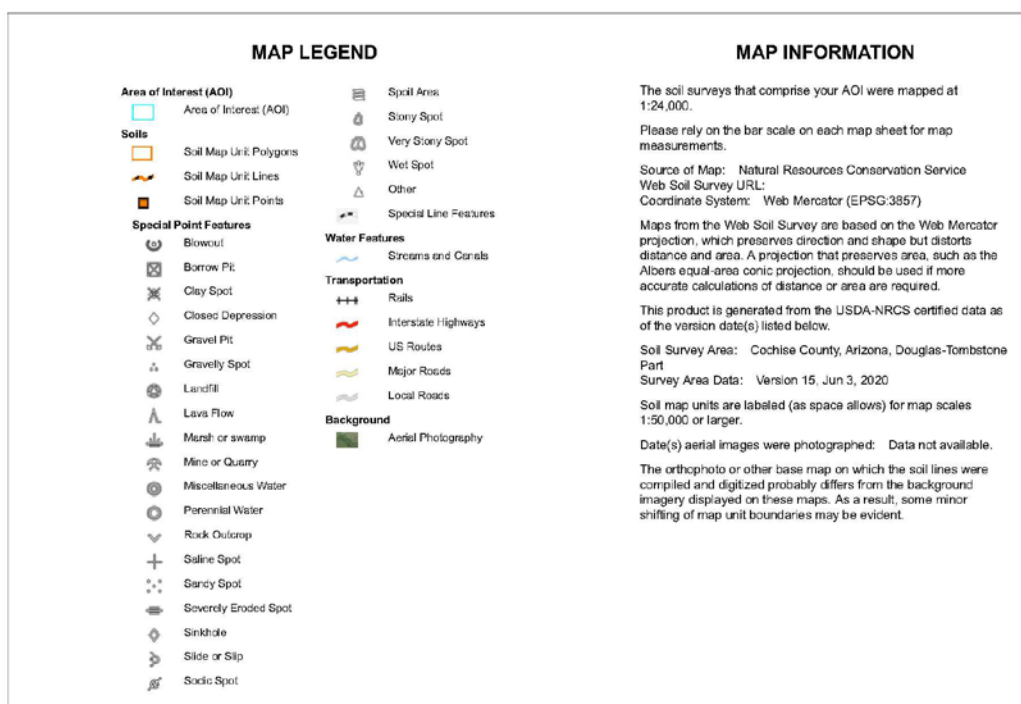 MAP LEGEND
Area of Interest (AOI)
Area of Interest (AOI)
Soils
Soil Map Unit Polygons
Soil Map Unit Lines
Soil Map Unit Points
Special Point Features
Blowout
Borrow Pit
Clay Spot
Closed Depression
Gravel Pit
Gravelly Spot
Landfill
Lava Flow
Marsh or swamp
Mine or Quarry
Miscellaneous Water
Perennial Water
Rock Outcrop
Saline Spot
Sandy Spot
Severely Eroded Spot
Sinkhole
Slide or Slip
Sodic Spot
Spoil Area
Stony Spot
Very Stony Spot
Wet Spot
Other
Special Line Features
Water Features
Streams and Canals
Transportation
Rails
Interstate Highways
US Routes
Major Roads
Local Roads
Background
Aerial Photography
MAP INFORMATION
The soil surveys that comprise your AOI were mapped at
1:24,000.
Please rely on the bar scale on each map sheet for map
measurements.
Source of Map: Natural Resources Conservation Service
Web Soil Survey URL:
Coordinate System: Web Mercator (EPSG:3857)
Maps from the Web Soil Survey are based on the Web Mercator
projection, which preserves direction and shape but distorts
distance and area. A projection that preserves area, such as the
Albers equal-area conic projection, should be used if more
accurate calculations of distance or area are required.
This product is generated from the USDA-NRCS certified data as
of the version date(s) listed below.
Soil Survey Area: Cochise County, Arizona, Douglas-Tombstone
Part
Survey Area Data: Version 15, Jun 3, 2020
Soil map units are labeled (as space allows) for map scales
1:50,000 or larger.
Date(s) aerial images were photographed: Data not available.
The orthophoto or other base map on which the soil lines were
compiled and digitized probably differs from the background
imagery displayed on these maps. As a result, some minor
shifting of map unit boundaries may be evident.